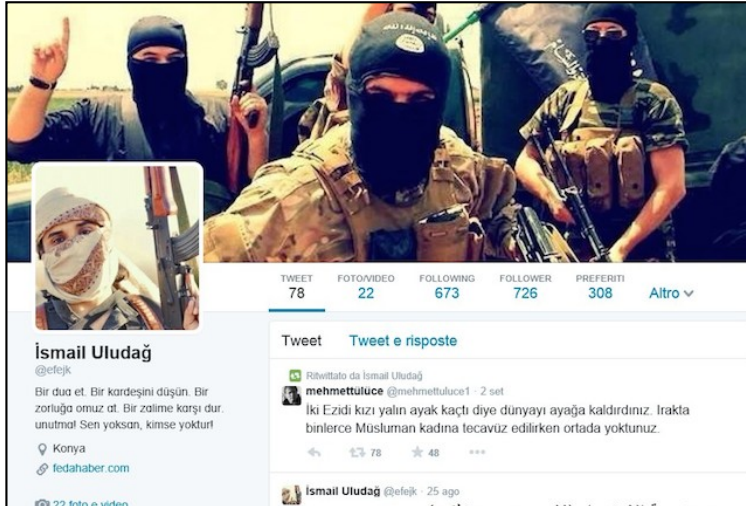 TWEET FOTO/VIDEO FOLLOWING FOLLOWER PREFERITI
78 22 673 726 308 Altro
İsmail Uludağ
@efejk
Bir dua et. Bir kardeşini düşün. Bir
zorluğa omuz at. Bir zalime karşı dur.
unutma! Sen yoksan, kimse yoktur!
Konya
fedahaber.com
22 foto e video
Tweet Tweet e risposte
Ritwittato da İsmail Uludağ
mehmettülüce @mehmettuluce1 · 2 set
İki Ezidi kızı yalın ayak kaçtı diye dünyayı ayağa kaldırdınız. Irakta
binlerce Müsluman kadına tecavüz edilirken ortada yoktunuz.
78 48
İsmail Uludağ @efejk · 25 ago